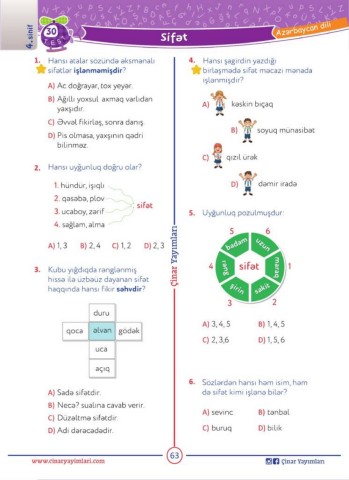 4.sinif
30
TEST
Sifət
Azərbaycan dili
1. Hansı atalar sözündə əksmənalı
sifətlər işlənməmişdir?
A) Ac doğrayar, tox yeyər.
B) Ağıllı yoxsul axmaq varlıdan
yaxşıdır.
C) Əvvəl fikirləş, sonra danış.
D) Pis olmasa, yaxşının qədri
bilinməz.
2. Hansı uyğunluq doğru olar?
1. hündür, işıqlı
2. qəsəbə, plov
3. ucaboy, zərif
4. sağlam, alma
sifət
A) 1, 3 B) 2, 4 C) 1, 2 D) 2, 3
3. Kubu yığdıqda rənglənmiş
hissə ilə üzbəüz dayanan sifət
haqqında hansı fikir səhvdir?
duru
qoca əlvan gödək
uca
açıq
A) Sadə sifətdir.
B) Necə? sualına cavab verir.
C) Düzəltmə sifətdir.
D) Adi dərəcədədir.
Çinar Yayımları
4. Hansı şagirdin yazdığı
birləşmədə sifət məcazi mənada
işlənmişdir?
A) kəskin bıçaq
B) soyuq münasibət
C) qızıl ürək
D) dəmir iradə
5. Uyğunluq pozulmuşdur:
5 6
badam uzun
4 rəng sifət maraq 1
şirin sakit
3 2
A) 3, 4, 5 B) 1, 4, 5
C) 2, 3,6 D) 1, 5, 6
6. Sözlərdən hansı həm isim, həm
də sifət kimi işlənə bilər?
A) sevinc B) tənbəl
C) buruq D) bilik
www.cinaryayimlari.com
63
Çinar Yayımları